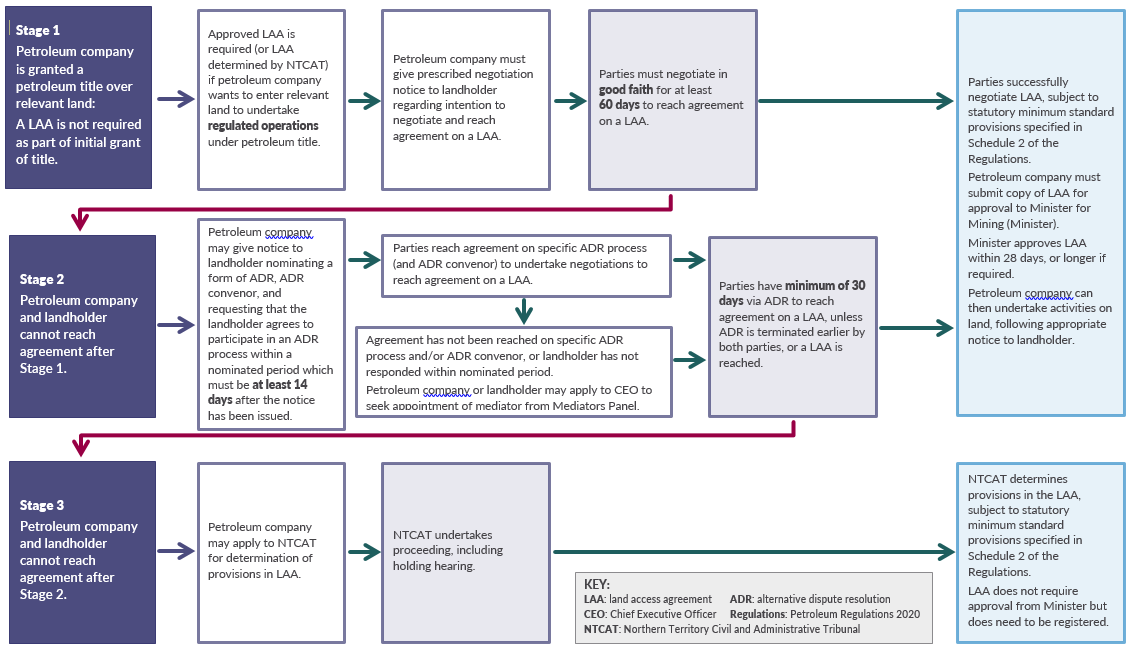 Stage 1
Petroleum company
is granted a
petroleum title over
relevant land:
A LAA is not required
as part of initial grant
of title.
Approved LAA is
required (or LAA
determined by NTCAT)
if petroleum company
wants to enter relevant
land to undertake
regulated operations
under petroleum title.
Petroleum company must
give prescribed negotiation
notice to landholder
regarding intention to
negotiate and reach
agreement on a LAA.
Parties must negotiate in
good faith for at least
60 days to reach agreement
on a LAA.
Parties successfully
negotiate LAA, subject to
statutory minimum standard
provisions specified in
Schedule 2 of the
Regulations.
Petroleum company must
submit copy of LAA for
approval to Minister for
Mining (Minister).
Minister approves LAA
within 28 days, or longer if
required.
Petroleum company can
then undertake activities on
land, following appropriate
notice to landholder.
Stage 2
Petroleum company
and landholder
cannot reach
agreement after
Stage 1.
Petroleum company
may give notice to
landholder nominating a
form of ADR, ADR
convenor, and
requesting that the
landholder agrees to
participate in an ADR
process within a
nominated period which
must be at least 14
days after the notice
has been issued.
Parties reach agreement on specific ADR process
(and ADR convenor) to undertake negotiations to
reach agreement on a LAA.
Agreement has not been reached on specific ADR
process and/or ADR convenor, or landholder has not
responded within nominated period.
Petroleum company or landholder may apply to CEO to
seek appointment of mediator from Mediators Panel.
Parties have minimum of 30
days via ADR to reach
agreement on a LAA, unless
ADR is terminated earlier by
both parties, or a LAA is
reached.
Stage 3
Petroleum company
and landholder
cannot reach
agreement after
Stage 2.
Petroleum company
may apply to NTCAT
for determination of
provisions in LAA.
NTCAT undertakes
proceeding, including
holding hearing.
NTCAT determines
provisions in the LAA,
subject to statutory
minimum standard
provisions specified in
Schedule 2 of the
Regulations.
LAA does not require
approval from Minister but
does need to be registered.
KEY:
LAA: land access agreement ADR: alternative dispute resolution
CEO: Chief Executive Officer Regulations: Petroleum Regulations 2020
NTCAT: Northern Territory Civil and Administrative Tribunal